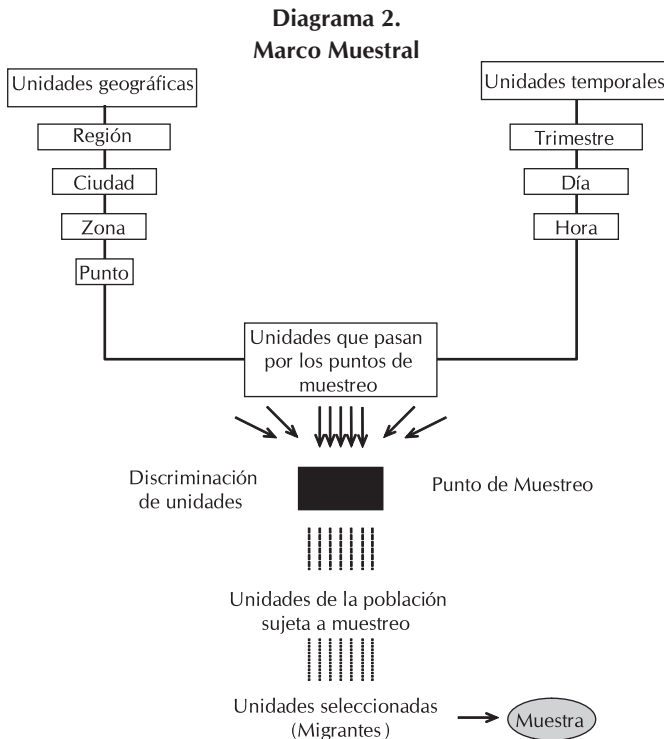 Diagrama 2.
Marco Muestral
Unidades geográficas
Región
Ciudad
Zona
Punto
Unidades temporales
Trimestre
Día
Hora
Unidades que pasan
por los puntos de
muestreo
Discriminación
de unidades
Punto de Muestreo
Unidades de la población
sujeta a muestreo
Unidades seleccionadas
(Migrantes)
Muestra